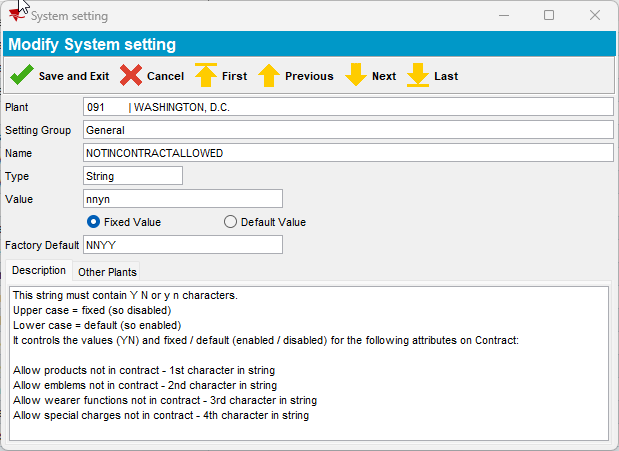 System setting
Modify System setting
Save and Exit Cancel First Previous Next Last
Plant 091 | WASHINGTON, D.C.
Setting Group General
Name NOTINCONTRACTALLOWED
Type String
Value nnyn
Fixed Value Default Value
Factory Default NNYY
Description Other Plants
This string must contain Y N or y n characters.
Upper case = fixed (so disabled)
Lower case = default (so enabled)
It controls the values (YN) and fixed / default (enabled / disabled) for the following attributes on Contract:
Allow products not in contract - 1st character in string
Allow emblems not in contract - 2nd character in string
Allow wearer functions not in contract - 3rd character in string
Allow special charges not in contract - 4th character in string